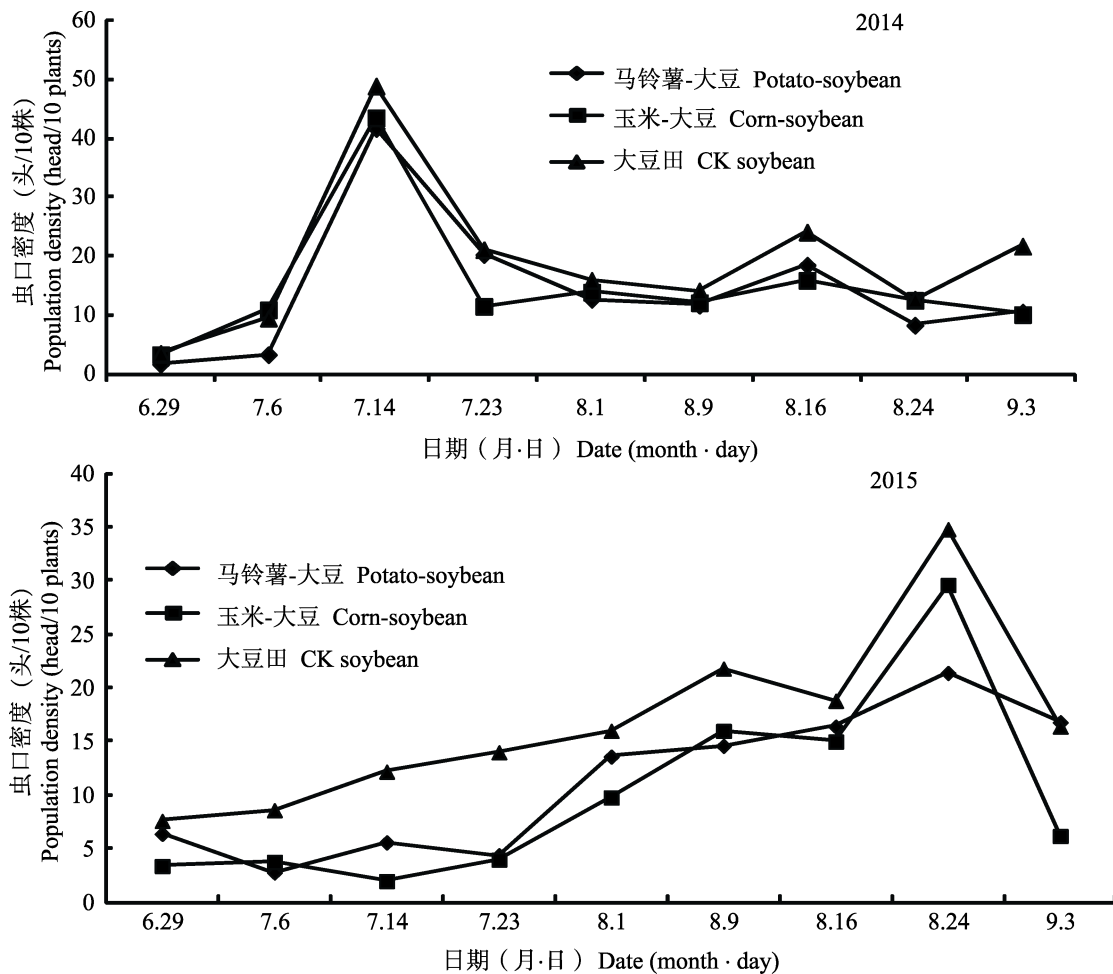 2014
60
50
40
30
20
10
0
虫口密度（头/10株）
Population density (head/10 plants)
马铃薯-大豆 Potato-soybean
玉米-大豆 Corn-soybean
大豆田 CK soybean
6.29 7.6 7.14 7.23 8.1 8.9 8.16 8.24 9.3
日期（月·日）Date (month · day)
2015
40
35
30
25
20
15
10
5
0
虫口密度（头/10株）
Population density (head/10 plants)
马铃薯-大豆 Potato-soybean
玉米-大豆 Corn-soybean
大豆田 CK soybean
6.29 7.6 7.14 7.23 8.1 8.9 8.16 8.24 9.3
日期（月·日）Date (month · day)